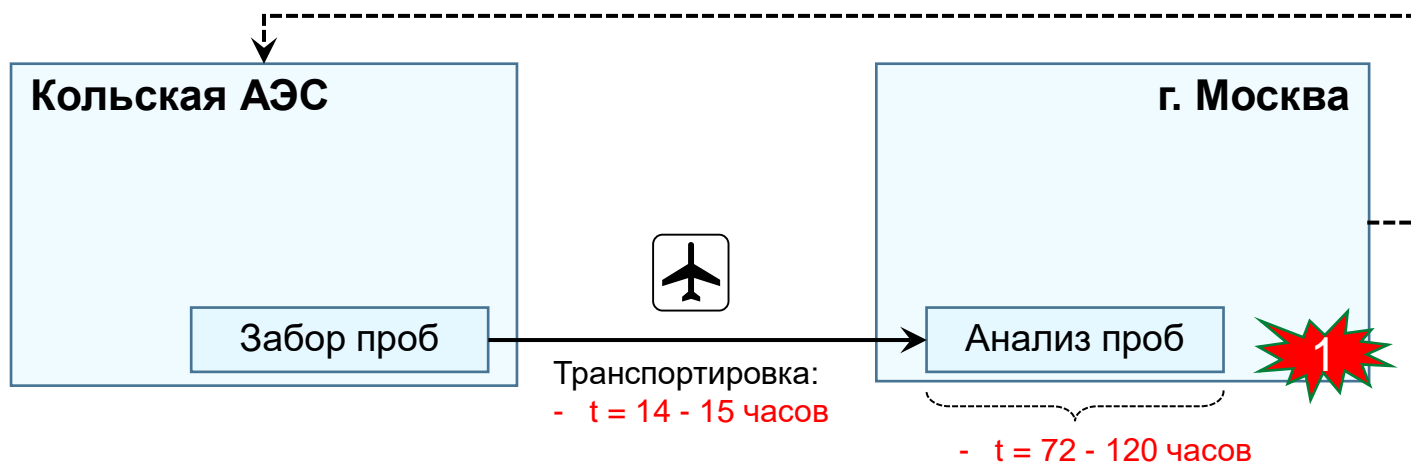 Кольская АЭС
г. Москва
Забор проб
Анализ проб
1
Транспортировка:
- t = 14 - 15 часов
- t = 72 - 120 часов